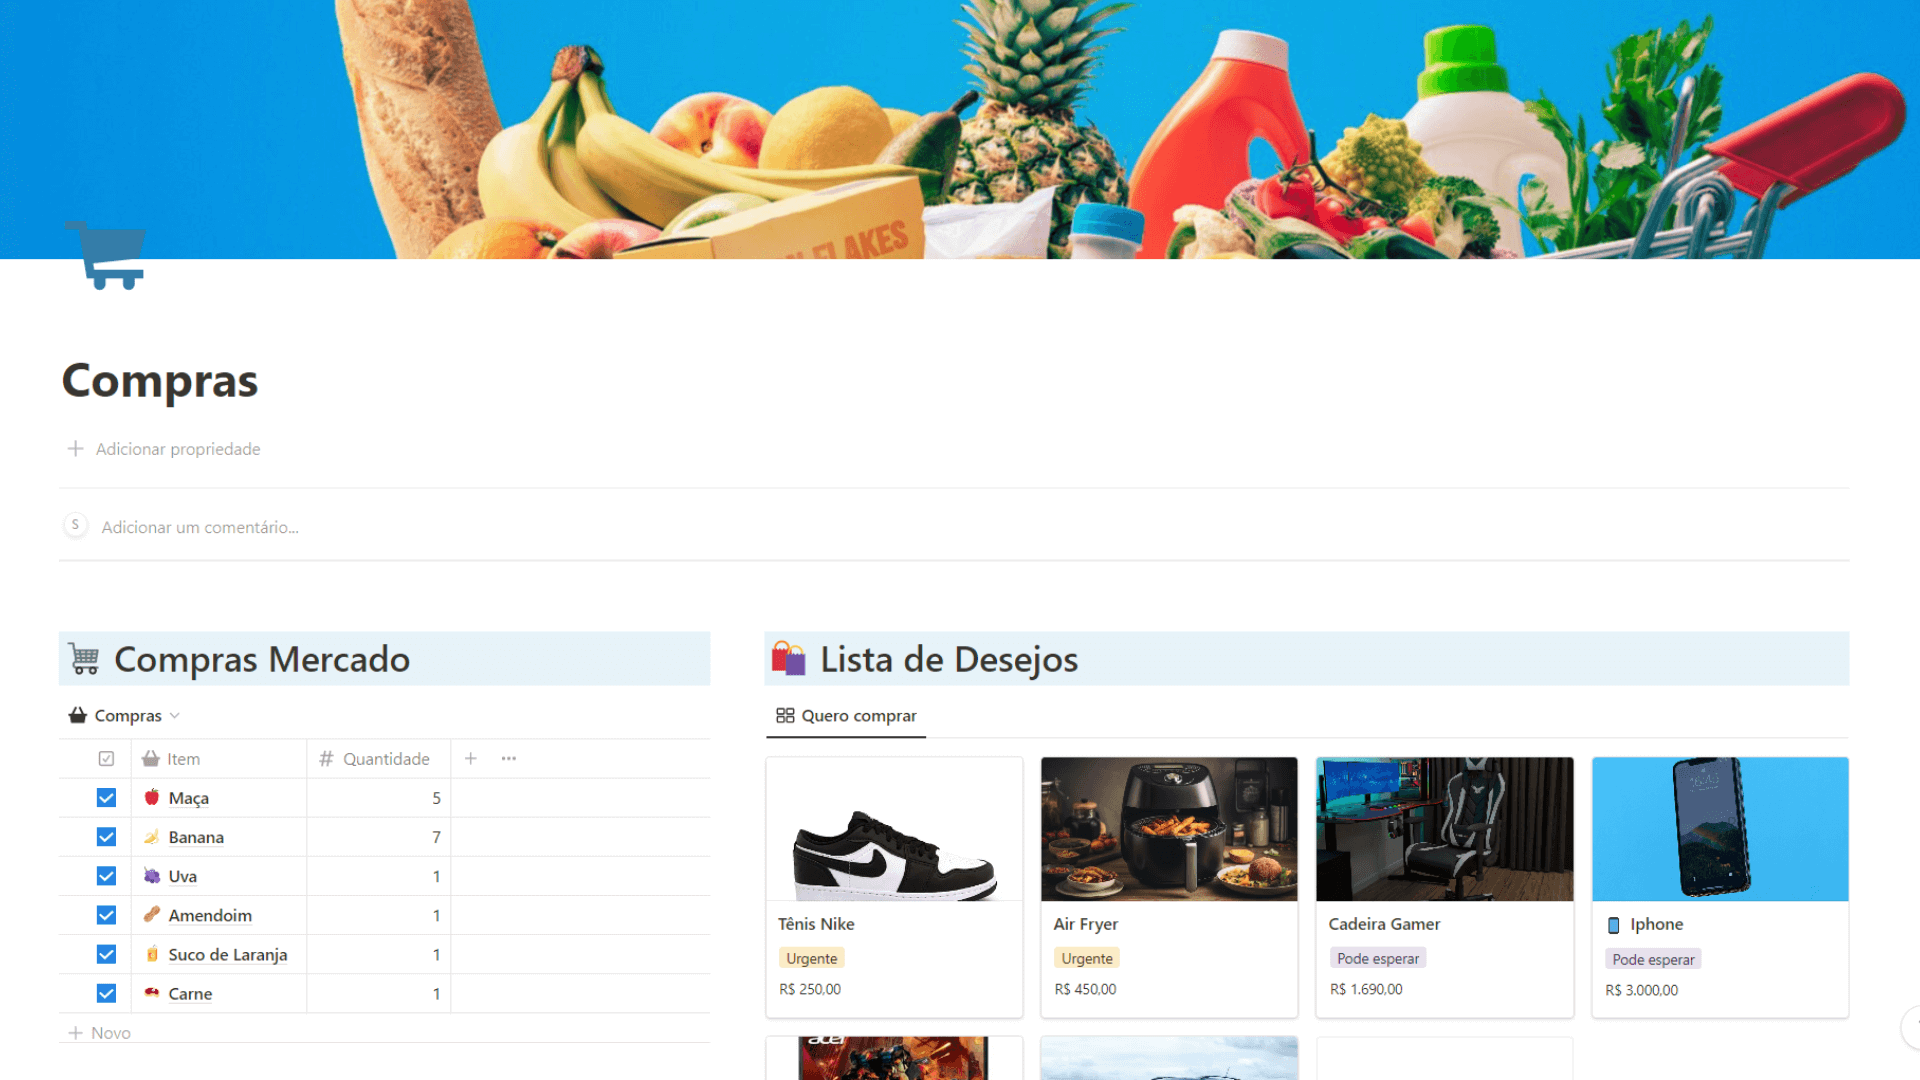 FLAKES
Compras
Adicionar propriedade
S
Adicionar um comentário...
Compras Mercado
Compras
Item
Quantidade
Maça
5
Banana
7
Uva
1
Amendoim
1
Suco de Laranja
1
Carne
1
Novo
Lista de Desejos
Quero comprar
Tênis Nike
Urgente
R$ 250,00
Air Fryer
Urgente
R$ 450,00
Cadeira Gamer
Pode esperar
R$ 1.690,00
Iphone
Pode esperar
R$ 3.000,00
acer